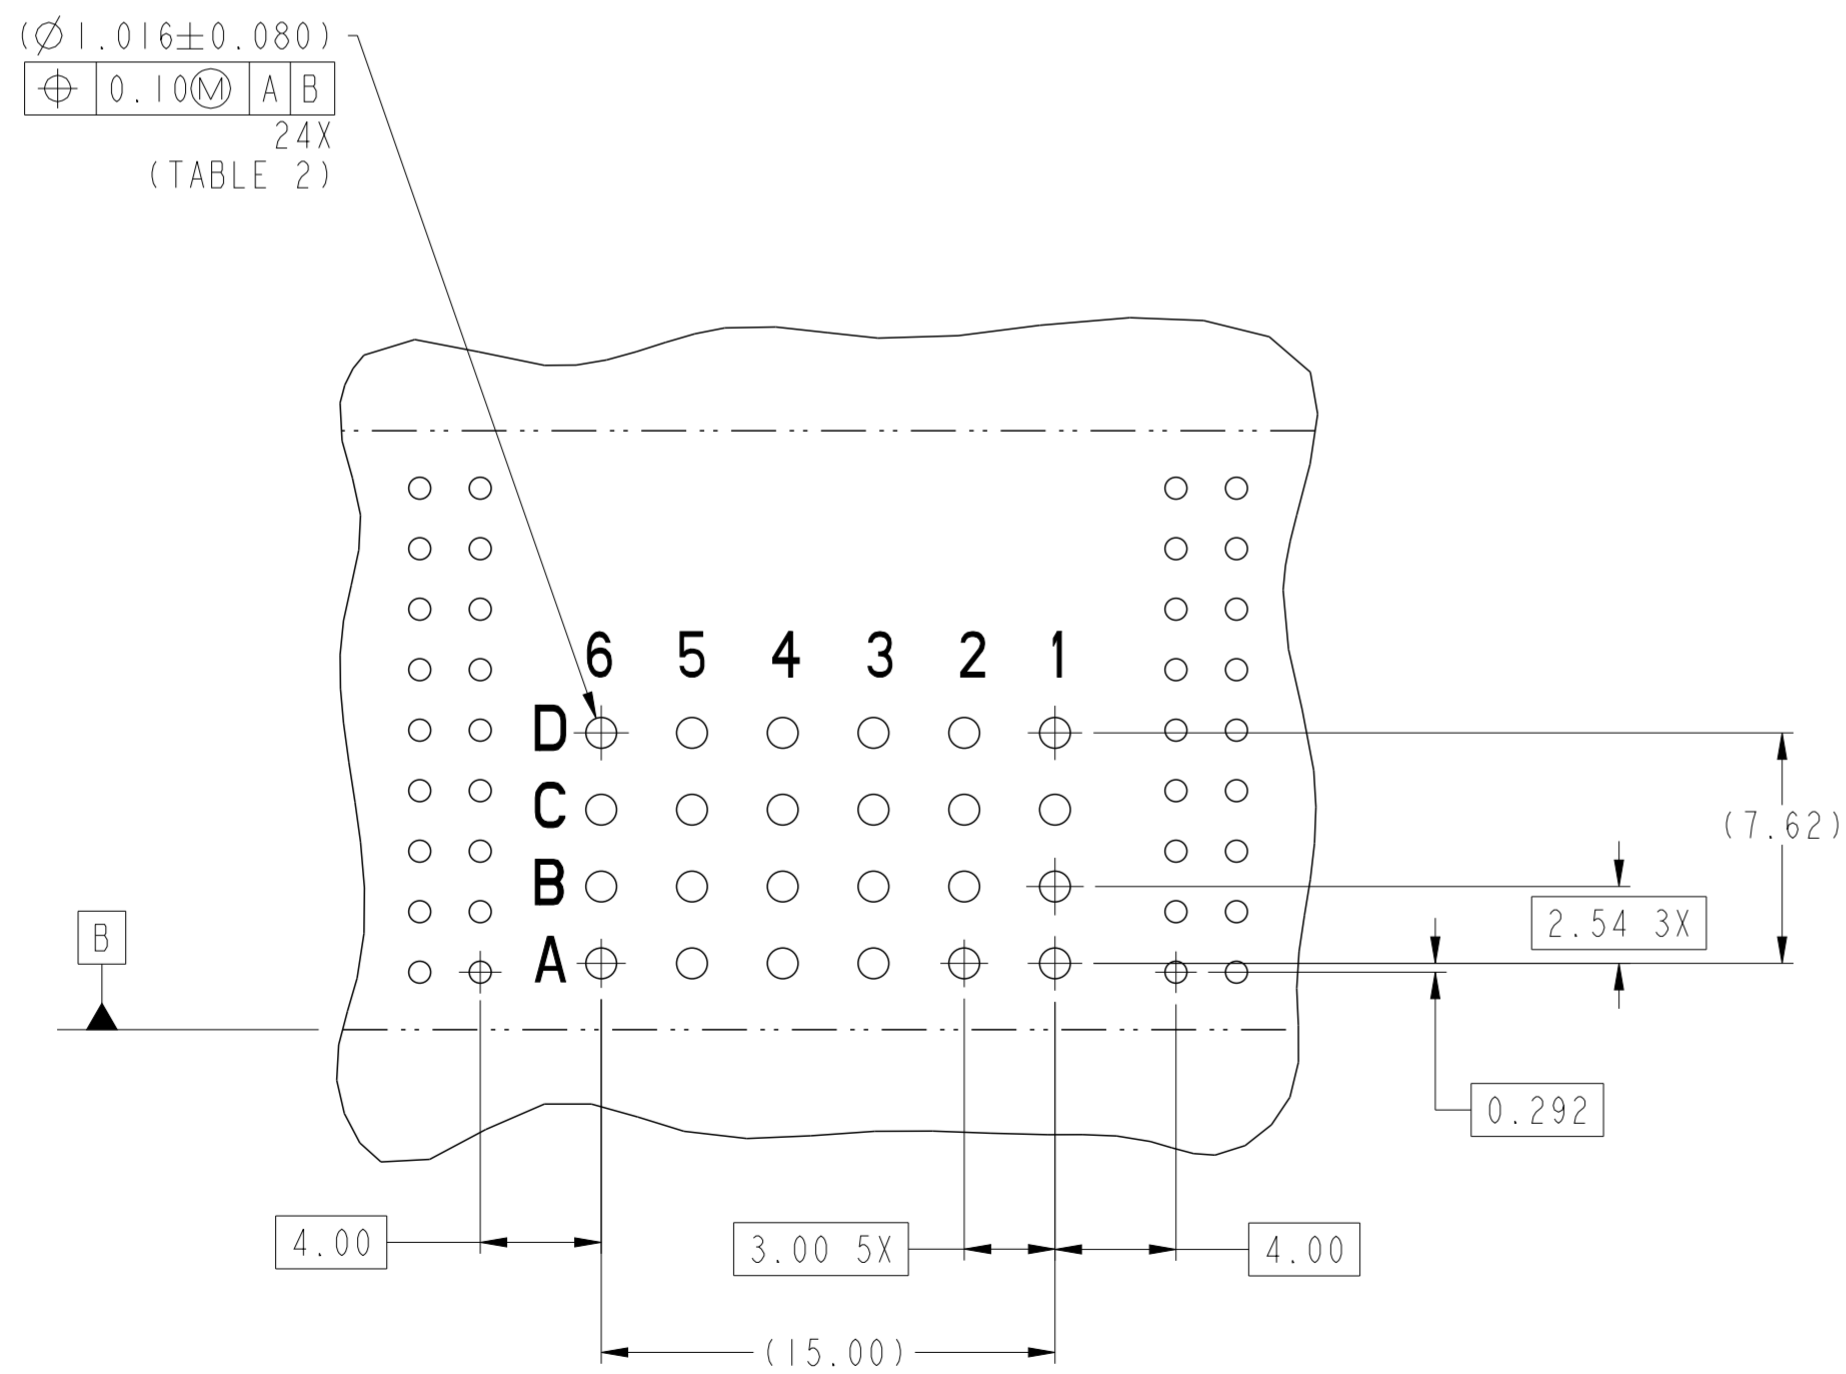 (Ø1.016±0.080)
⌖ 0.10Ⓜ A B
24X
(TABLE 2)
6 5 4 3 2 1
D
C
(7.62)
B
2.54 3X
B
A
0.292
4.00
3.00 5X
4.00
(15.00)